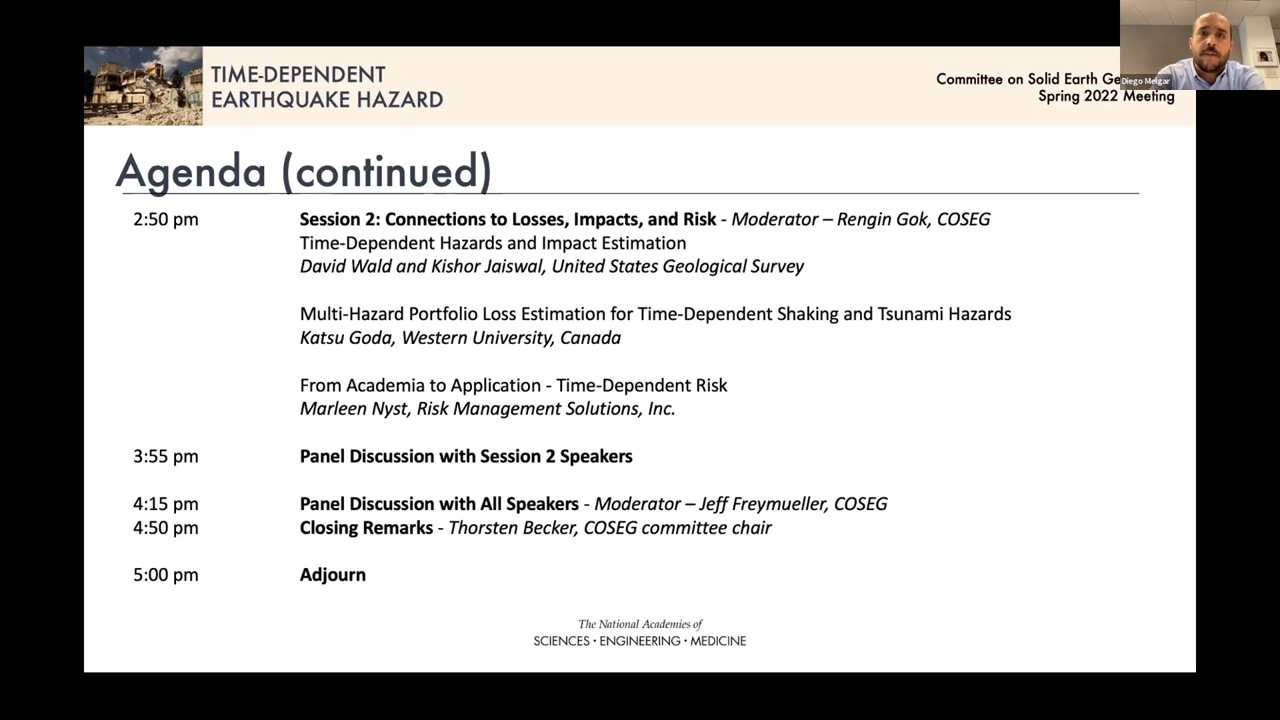 TIME-DEPENDENT
EARTHQUAKE HAZARD
Committee on Solid Earth Ge
Spring 2022 Meeting
Diego Melgar
Agenda (continued)
2:50 pm Session 2: Connections to Losses, Impacts, and Risk - Moderator – Rengin Gok, COSEG
Time-Dependent Hazards and Impact Estimation
David Wald and Kishor Jaiswal, United States Geological Survey
Multi-Hazard Portfolio Loss Estimation for Time-Dependent Shaking and Tsunami Hazards
Katsu Goda, Western University, Canada
From Academia to Application - Time-Dependent Risk
Marleen Nyst, Risk Management Solutions, Inc.
3:55 pm Panel Discussion with Session 2 Speakers
4:15 pm Panel Discussion with All Speakers - Moderator – Jeff Freymueller, COSEG
4:50 pm Closing Remarks - Thorsten Becker, COSEG committee chair
5:00 pm Adjourn
The National Academies of
SCIENCES · ENGINEERING · MEDICINE